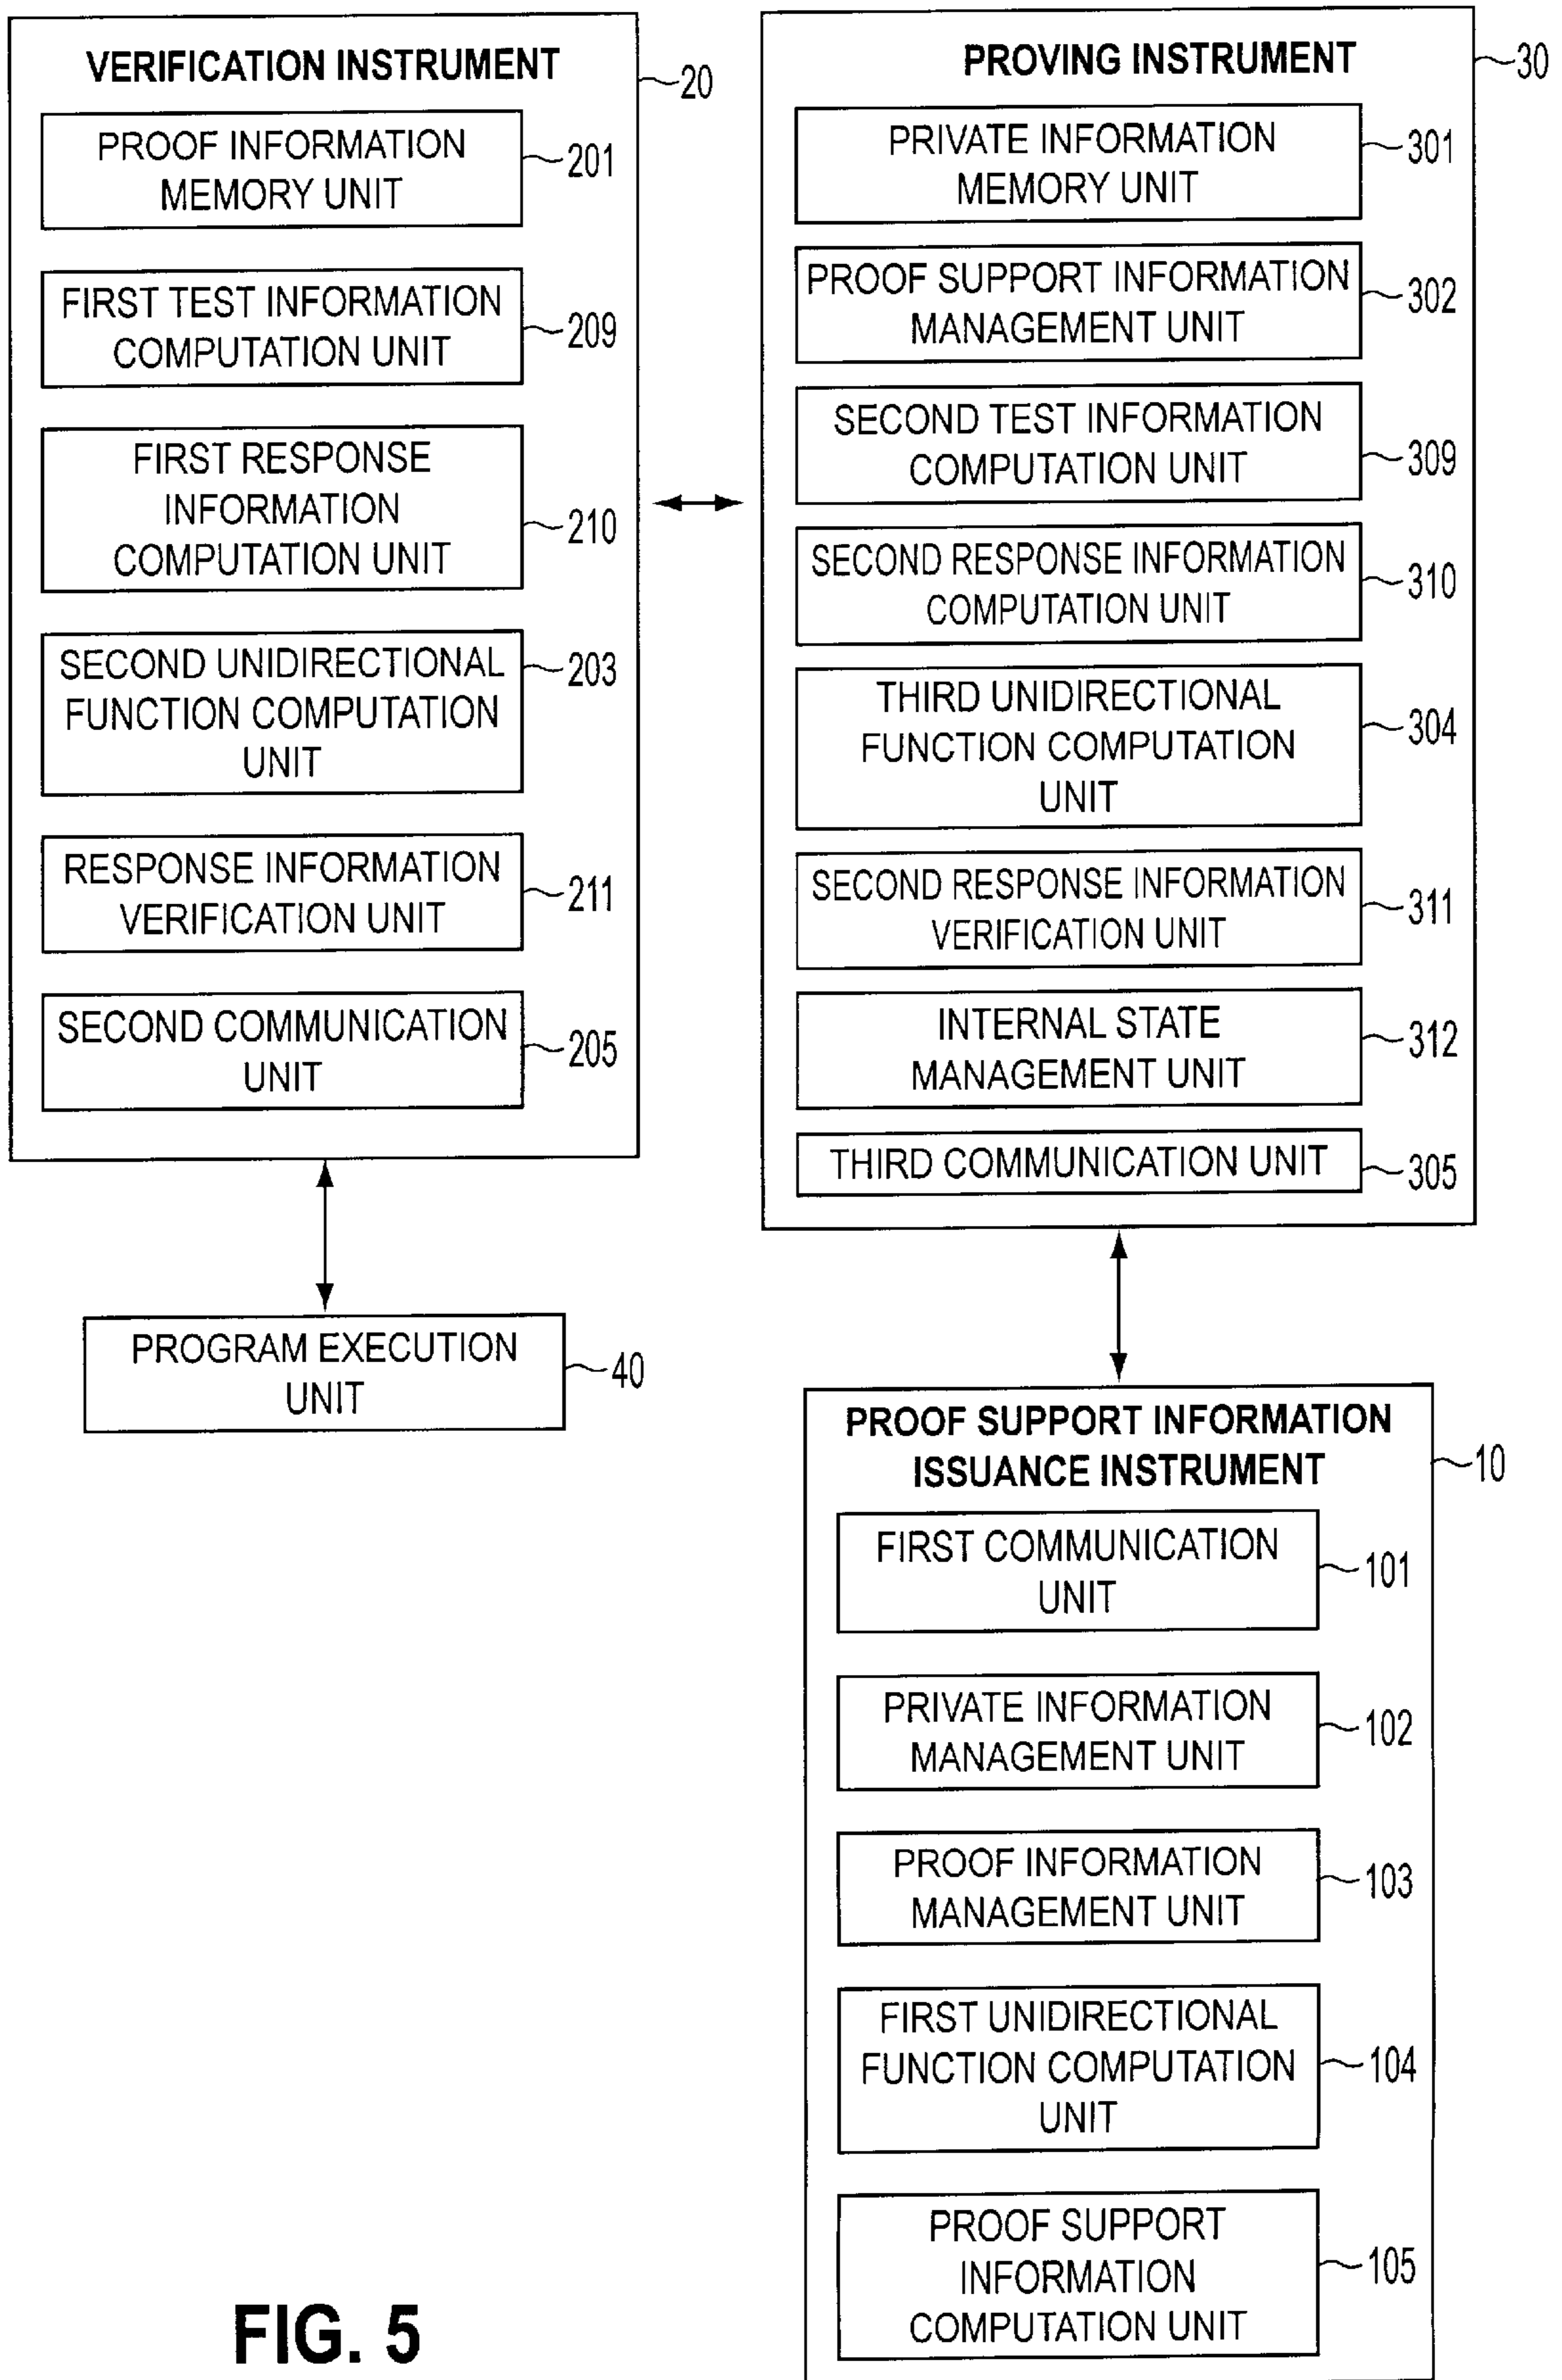 VERIFICATION INSTRUMENT
20
PROOF INFORMATION
MEMORY UNIT
201
FIRST TEST INFORMATION
COMPUTATION UNIT
209
FIRST RESPONSE
INFORMATION
COMPUTATION UNIT
210
SECOND UNIDIRECTIONAL
FUNCTION COMPUTATION
UNIT
203
RESPONSE INFORMATION
VERIFICATION UNIT
211
SECOND COMMUNICATION
UNIT
205
PROGRAM EXECUTION
UNIT
40
PROVING INSTRUMENT
30
PRIVATE INFORMATION
MEMORY UNIT
301
PROOF SUPPORT INFORMATION
MANAGEMENT UNIT
302
SECOND TEST INFORMATION
COMPUTATION UNIT
309
SECOND RESPONSE INFORMATION
COMPUTATION UNIT
310
THIRD UNIDIRECTIONAL
FUNCTION COMPUTATION
UNIT
304
SECOND RESPONSE INFORMATION
VERIFICATION UNIT
311
INTERNAL STATE
MANAGEMENT UNIT
312
THIRD COMMUNICATION UNIT
305
PROOF SUPPORT INFORMATION
ISSUANCE INSTRUMENT
10
FIRST COMMUNICATION
UNIT
101
PRIVATE INFORMATION
MANAGEMENT UNIT
102
PROOF INFORMATION
MANAGEMENT UNIT
103
FIRST UNIDIRECTIONAL
FUNCTION COMPUTATION
UNIT
104
PROOF SUPPORT
INFORMATION
COMPUTATION UNIT
105
FIG. 5